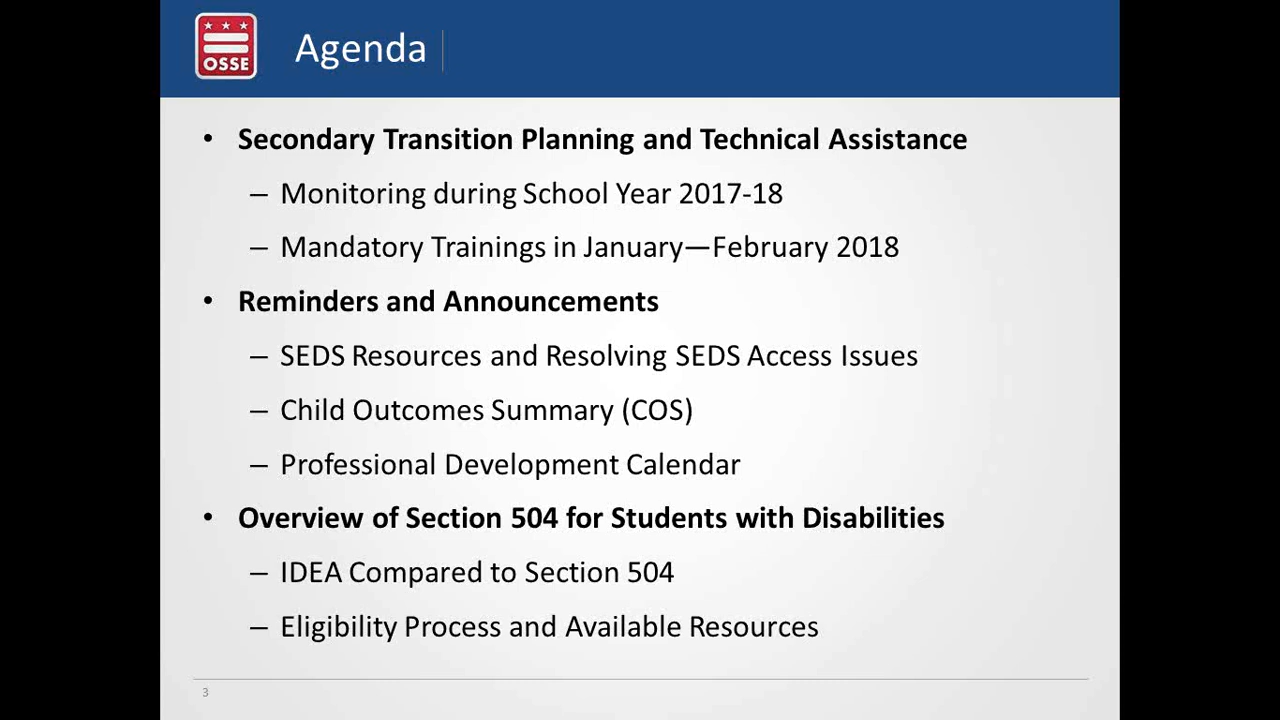 OSSE
Agenda
• Secondary Transition Planning and Technical Assistance
– Monitoring during School Year 2017-18
– Mandatory Trainings in January—February 2018
• Reminders and Announcements
– SEDS Resources and Resolving SEDS Access Issues
– Child Outcomes Summary (COS)
– Professional Development Calendar
• Overview of Section 504 for Students with Disabilities
– IDEA Compared to Section 504
– Eligibility Process and Available Resources
3